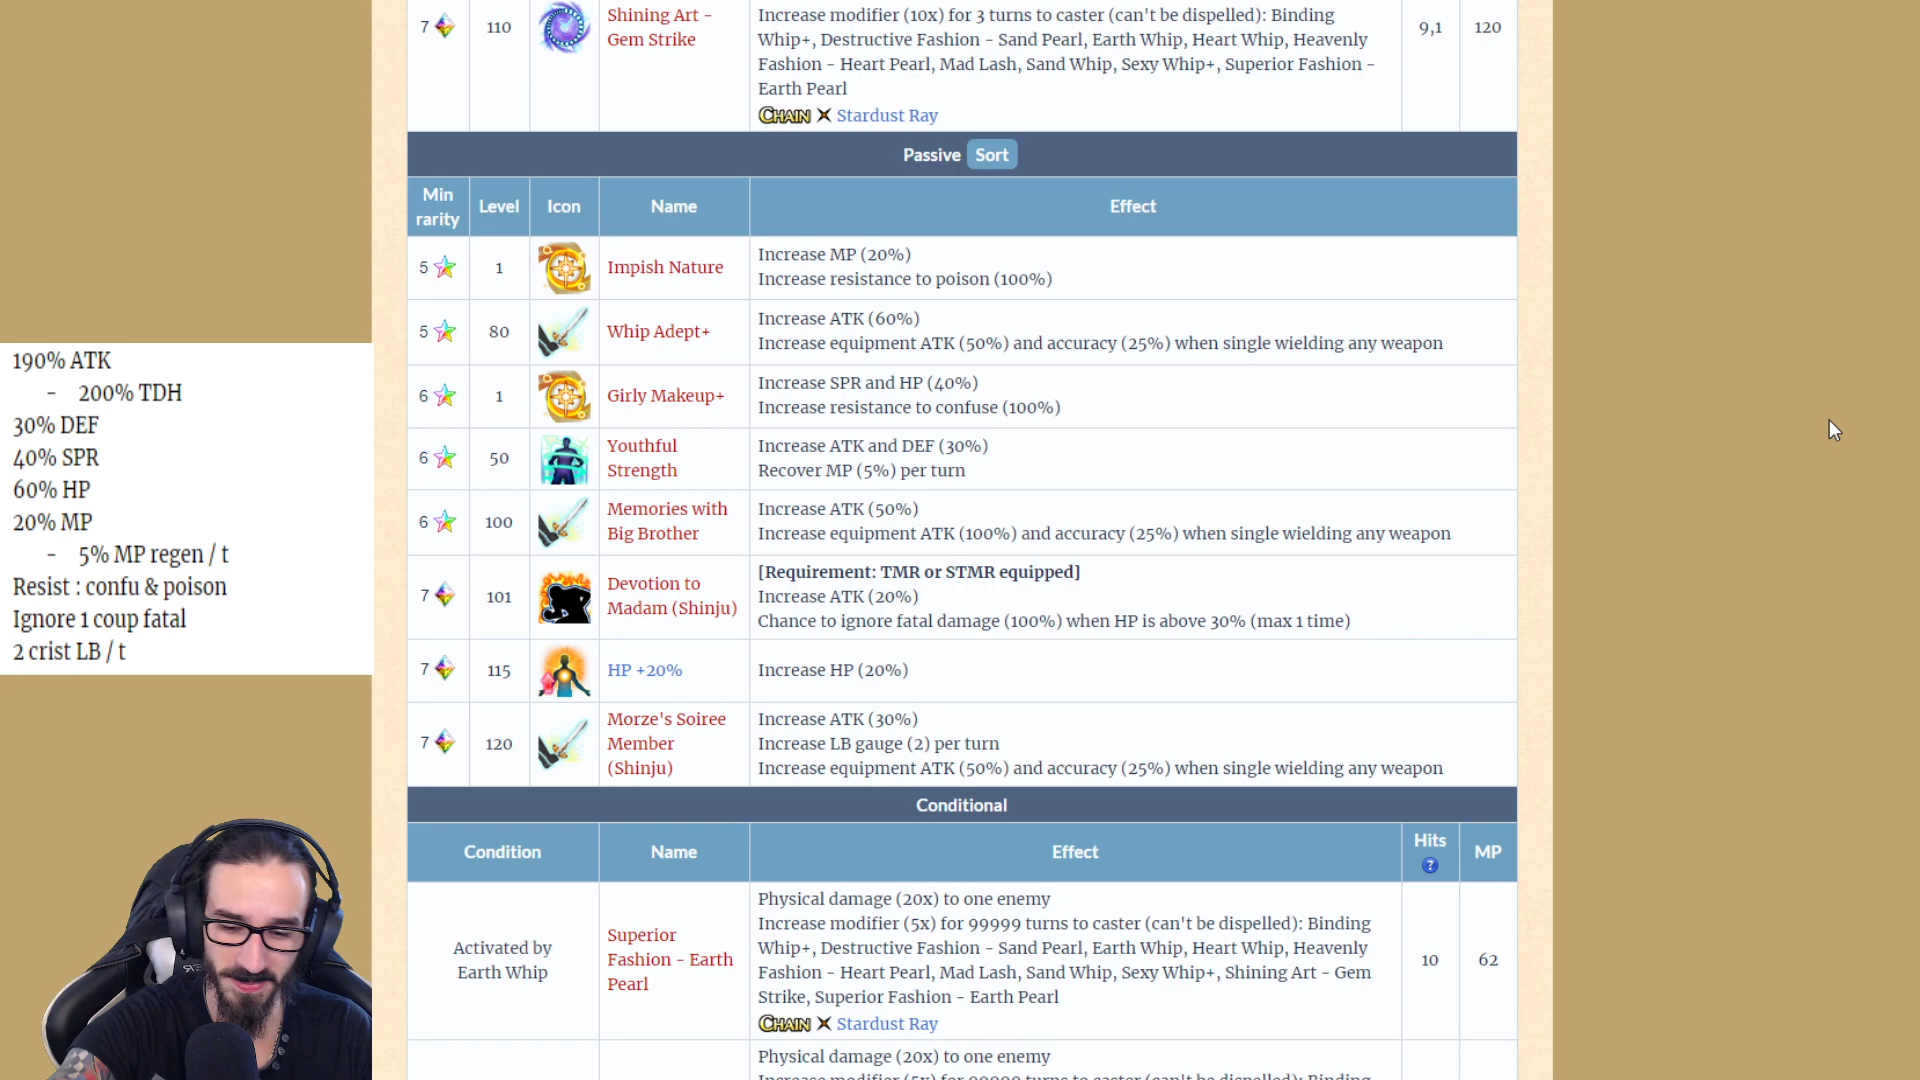 7
110
Shining Art -
Gem Strike
Increase modifier (10x) for 3 turns to caster (can't be dispelled): Binding
Whip+, Destructive Fashion - Sand Pearl, Earth Whip, Heart Whip, Heavenly
Fashion - Heart Pearl, Mad Lash, Sand Whip, Sexy Whip+, Superior Fashion -
Earth Pearl
CHAIN Stardust Ray
9,1
120
Passive Sort
Min
rarity
Level
Icon
Name
Effect
5
1
Impish Nature
Increase MP (20%)
Increase resistance to poison (100%)
5
80
Whip Adept+
Increase ATK (60%)
Increase equipment ATK (50%) and accuracy (25%) when single wielding any weapon
6
1
Girly Makeup+
Increase SPR and HP (40%)
Increase resistance to confuse (100%)
6
50
Youthful
Strength
Increase ATK and DEF (30%)
Recover MP (5%) per turn
6
100
Memories with
Big Brother
Increase ATK (50%)
Increase equipment ATK (100%) and accuracy (25%) when single wielding any weapon
7
101
Devotion to
Madam (Shinju)
[Requirement: TMR or STMR equipped]
Increase ATK (20%)
Chance to ignore fatal damage (100%) when HP is above 30% (max 1 time)
7
115
HP +20%
Increase HP (20%)
7
120
Morze's Soiree
Member
(Shinju)
Increase ATK (30%)
Increase LB gauge (2) per turn
Increase equipment ATK (50%) and accuracy (25%) when single wielding any weapon
Conditional
Condition
Name
Effect
Hits
?
MP
Activated by
Earth Whip
Superior
Fashion - Earth
Pearl
Physical damage (20x) to one enemy
Increase modifier (5x) for 99999 turns to caster (can't be dispelled): Binding
Whip+, Destructive Fashion - Sand Pearl, Earth Whip, Heart Whip, Heavenly
Fashion - Heart Pearl, Mad Lash, Sand Whip, Sexy Whip+, Shining Art - Gem
Strike, Superior Fashion - Earth Pearl
CHAIN Stardust Ray
10
62
Physical damage (20x) to one enemy
Increase modifier (5x) for 99999 turns to caster (can't be dispelled): Binding
190% ATK
- 200% TDH
30% DEF
40% SPR
60% HP
20% MP
- 5% MP regen / t
Resist : confu & poison
Ignore 1 coup fatal
2 crist LB / t